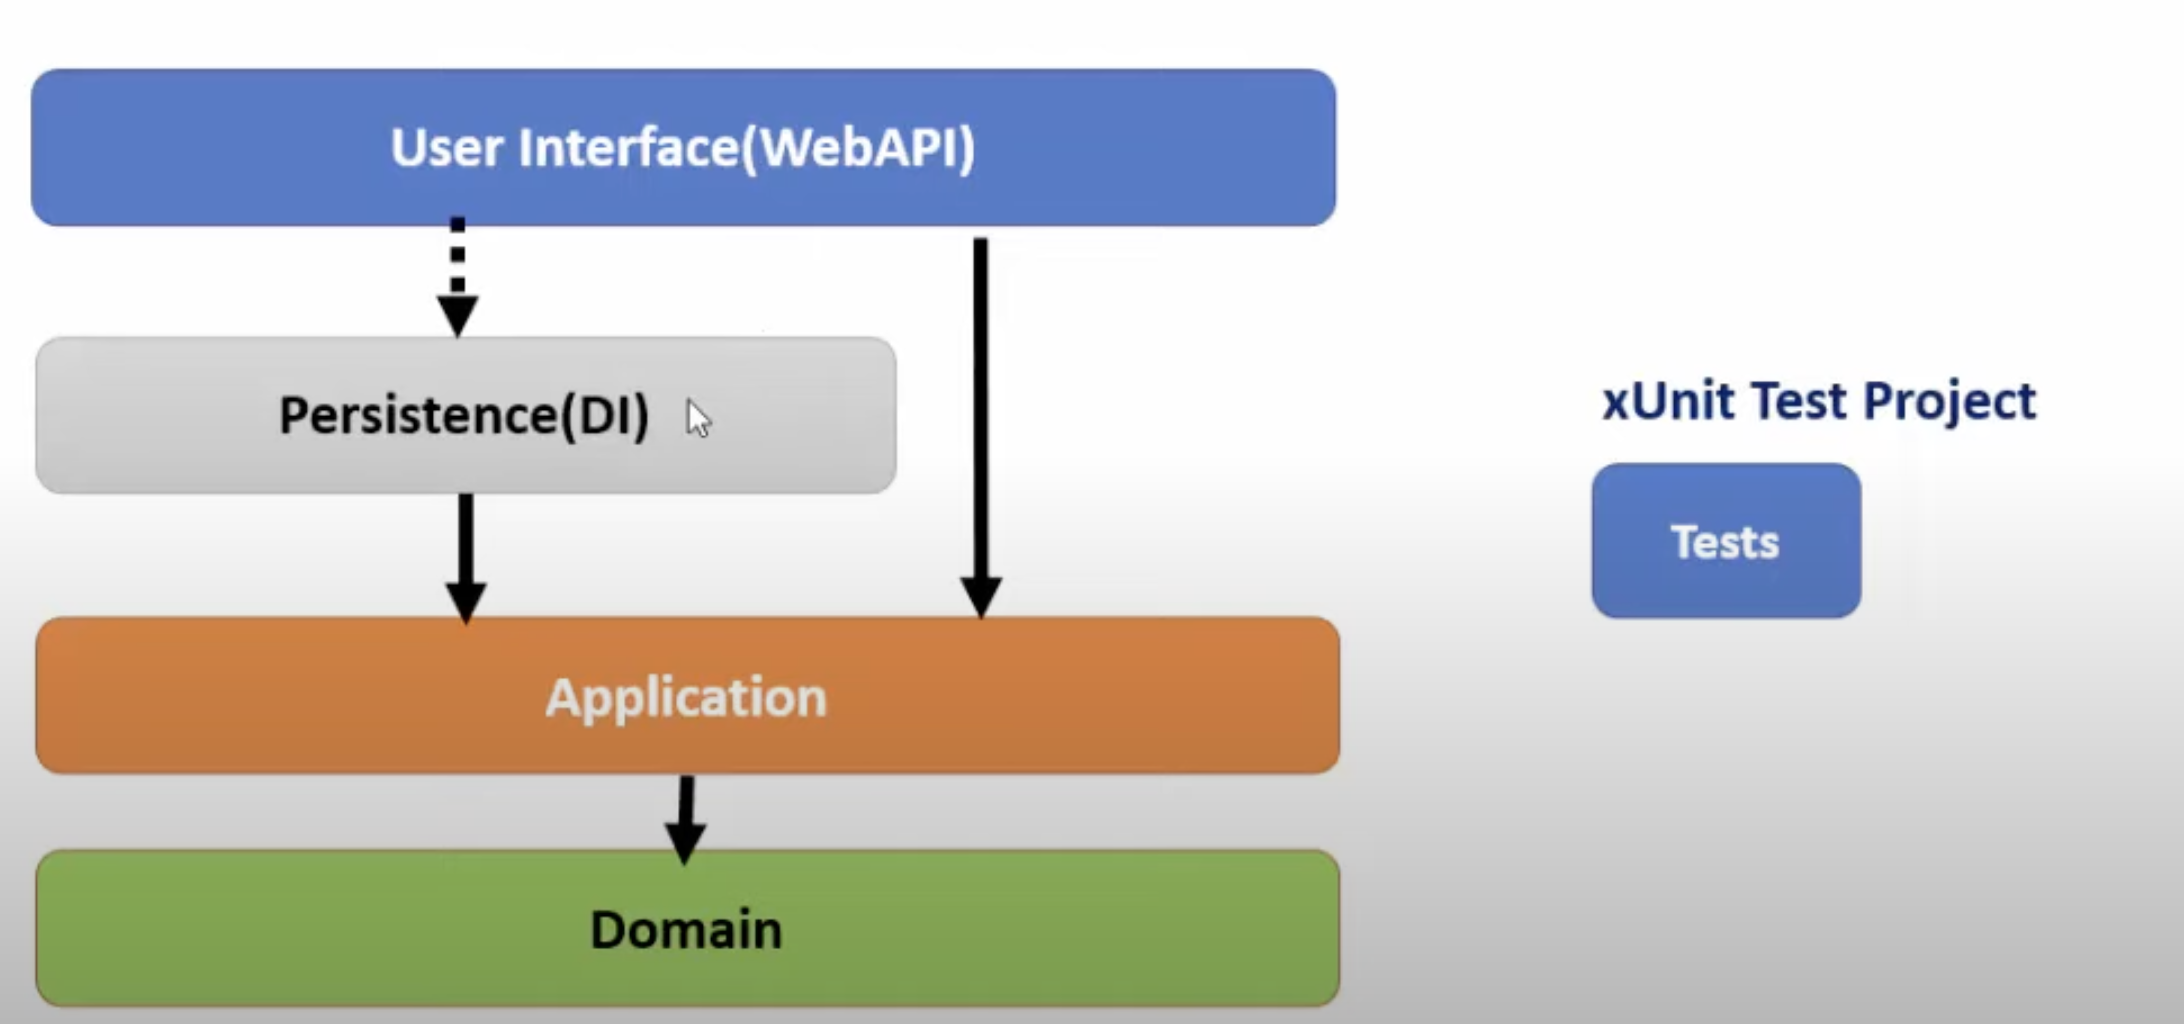 User Interface(WebAPI)
Persistence(DI)
xUnit Test Project
Tests
Application
Domain